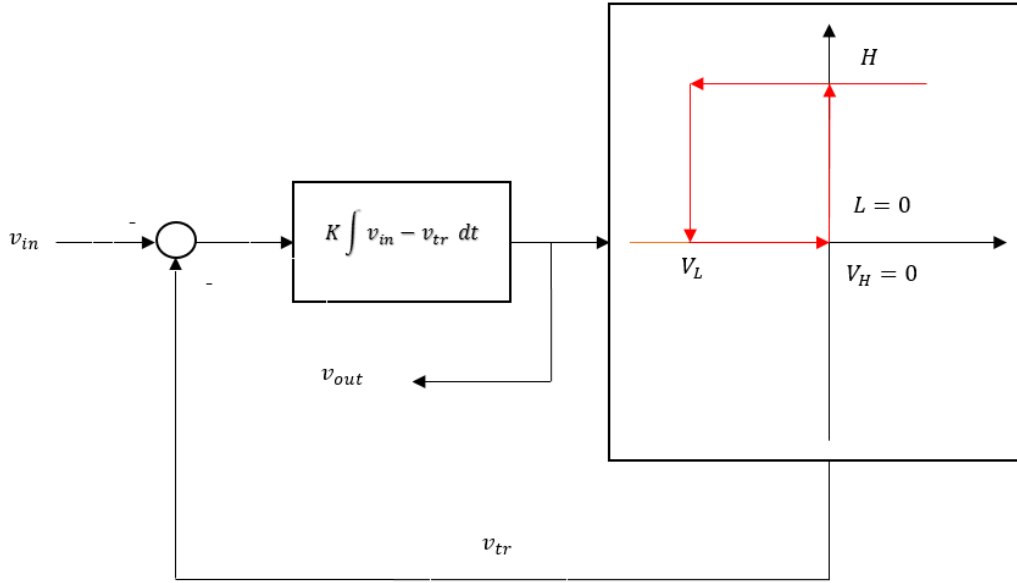 H
L = 0
V_H = 0
V_L
-
v_in
K ∫ v_in − v_tr dt
-
v_out
v_tr